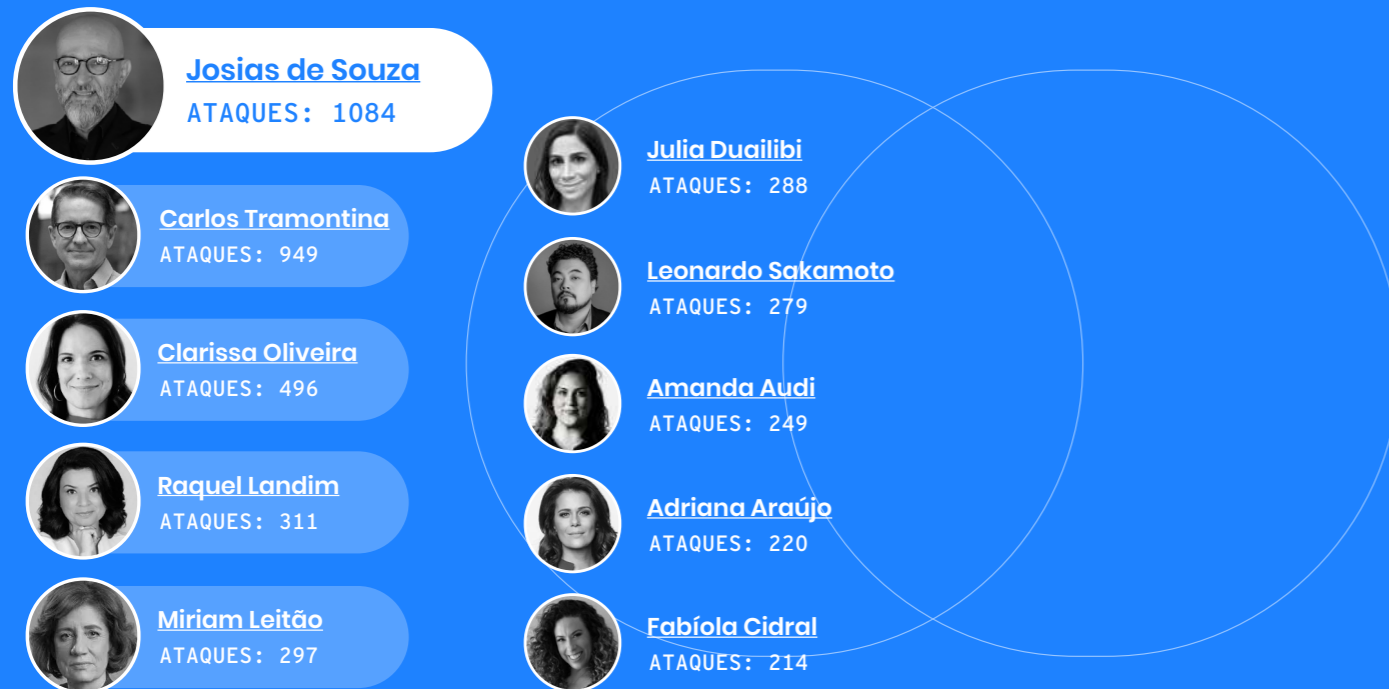 Josias de Souza
ATAQUES: 1084
Carlos Tramontina
ATAQUES: 949
Clarissa Oliveira
ATAQUES: 496
Raquel Landim
ATAQUES: 311
Miriam Leitão
ATAQUES: 297
Julia Duailibi
ATAQUES: 288
Leonardo Sakamoto
ATAQUES: 279
Amanda Audi
ATAQUES: 249
Adriana Araújo
ATAQUES: 220
Fabíola Cidral
ATAQUES: 214